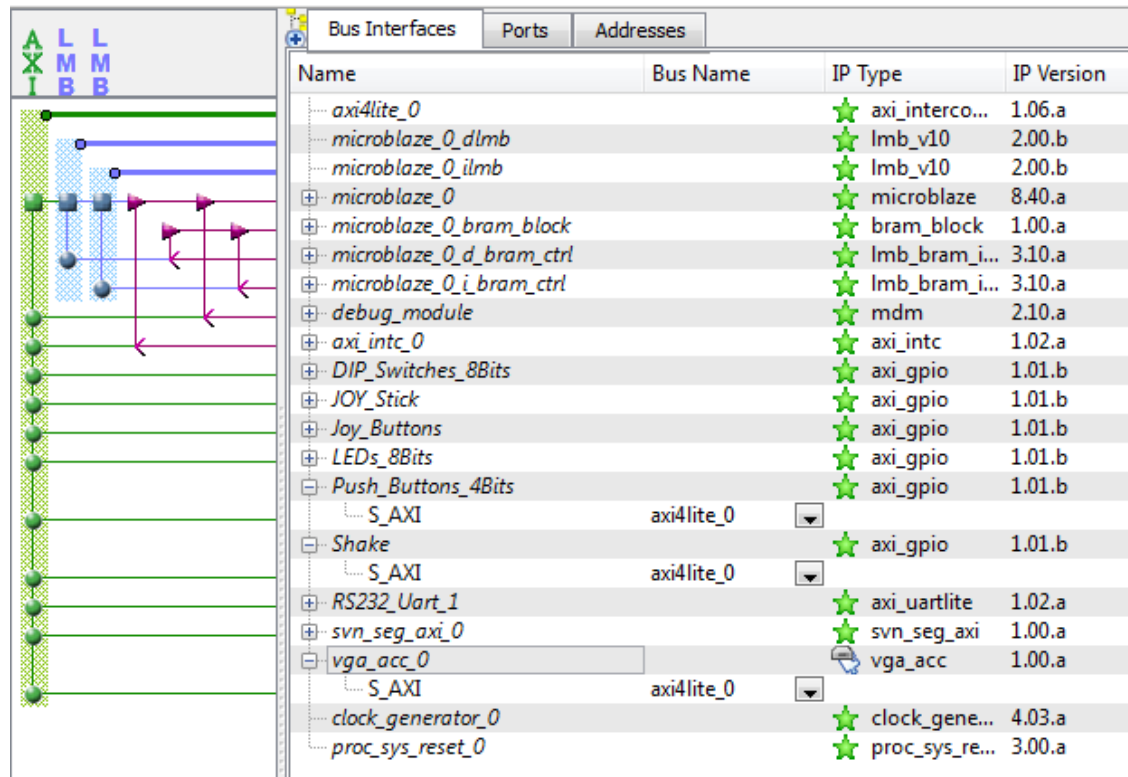 AXI LMB LMB
Bus Interfaces Ports Addresses
Name Bus Name IP Type IP Version
axi4lite_0 axi_interco... 1.06.a
microblaze_0_dlmb lmb_v10 2.00.b
microblaze_0_ilmb lmb_v10 2.00.b
microblaze_0 microblaze 8.40.a
microblaze_0_bram_block bram_block 1.00.a
microblaze_0_d_bram_ctrl lmb_bram_i... 3.10.a
microblaze_0_i_bram_ctrl lmb_bram_i... 3.10.a
debug_module mdm 2.10.a
axi_intc_0 axi_intc 1.02.a
DIP_Switches_8Bits axi_gpio 1.01.b
JOY_Stick axi_gpio 1.01.b
Joy_Buttons axi_gpio 1.01.b
LEDs_8Bits axi_gpio 1.01.b
Push_Buttons_4Bits axi_gpio 1.01.b
S_AXI axi4lite_0
Shake axi_gpio 1.01.b
S_AXI axi4lite_0
RS232_Uart_1 axi_uartlite 1.02.a
svn_seg_axi_0 svn_seg_axi 1.00.a
vga_acc_0 vga_acc 1.00.a
S_AXI axi4lite_0
clock_generator_0 clock_gene... 4.03.a
proc_sys_reset_0 proc_sys_re... 3.00.a